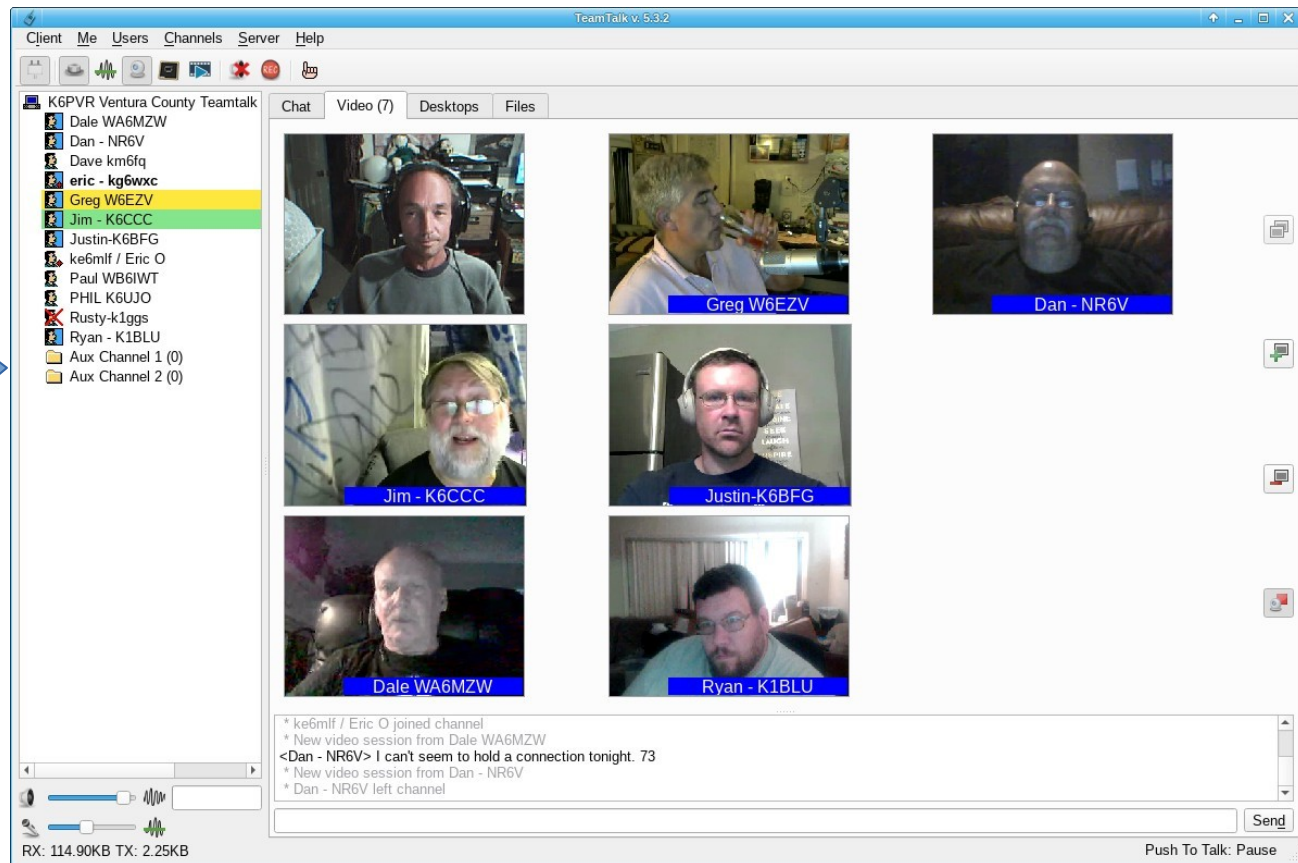 TeamTalk v. 5.3.2
Client Me Users Channels Server Help
REC
K6PVR Ventura County Teamtalk
Dale WA6MZW
Dan - NR6V
Dave km6fq
eric - kg6wxc
Greg W6EZV
Jim - K6CCC
Justin-K6BFG
ke6mlf / Eric O
Paul WB6IWT
PHIL K6UJO
Rusty-k1ggs
Ryan - K1BLU
Aux Channel 1 (0)
Aux Channel 2 (0)
Chat Video (7) Desktops Files
Greg W6EZV
Dan - NR6V
Jim - K6CCC
LAUGH
Justin-K6BFG
Dale WA6MZW
Ryan - K1BLU
* ke6mlf / Eric O joined channel
* New video session from Dale WA6MZW
<Dan - NR6V> I can't seem to hold a connection tonight. 73
* New video session from Dan - NR6V
* Dan - NR6V left channel
Send
RX: 114.90KB TX: 2.25KB
Push To Talk: Pause